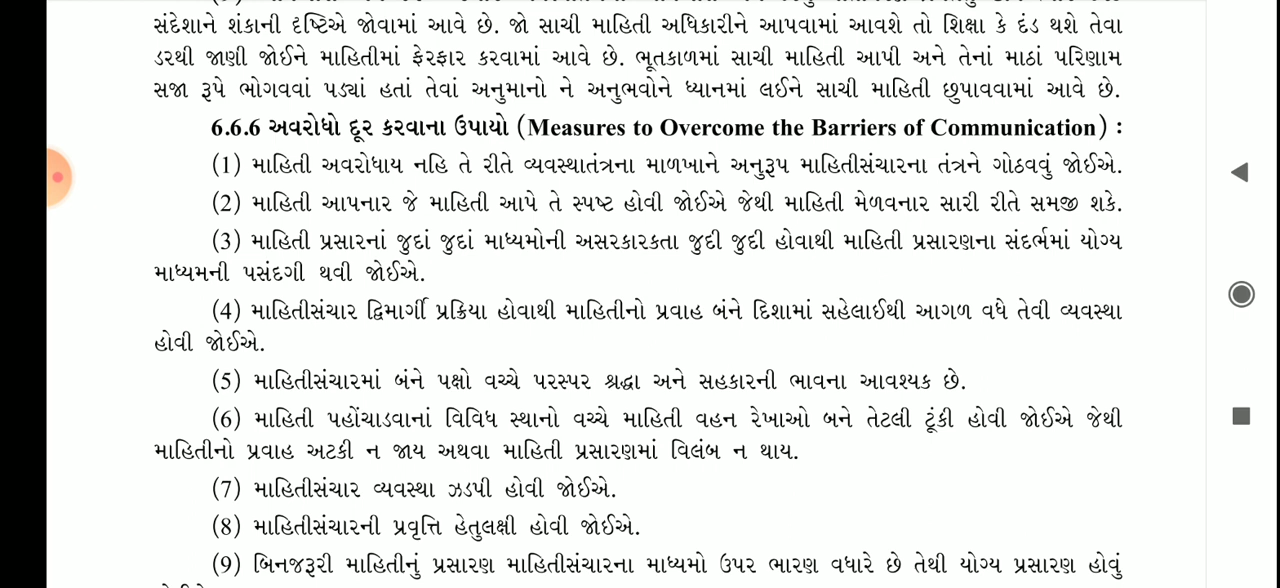 સંદેશાને શંકાની દૃષ્ટિએ જોવામાં આવે છે. જો સાચી માહિતી અધિકારીને આપવામાં આવશે તો શિક્ષા કે દંડ થશે તેવા
ડરથી જાણી જોઈને માહિતીમાં ફેરફાર કરવામાં આવે છે. ભૂતકાળમાં સાચી માહિતી આપી અને તેનાં માઠાં પરિણામ
સજા રૂપે ભોગવવાં પડ્યાં હતાં તેવાં અનુમાનો ને અનુભવોને ધ્યાનમાં લઈને સાચી માહિતી છુપાવવામાં આવે છે.
6.6.6 અવરોધો દૂર કરવાના ઉપાયો (Measures to Overcome the Barriers of Communication) :
(1) માહિતી અવરોધાય નહિ તે રીતે વ્યવસ્થાતંત્રના માળખાને અનુરૂપ માહિતીસંચારના તંત્રને ગોઠવવું જોઈએ.
(2) માહિતી આપનાર જે માહિતી આપે તે સ્પષ્ટ હોવી જોઈએ જેથી માહિતી મેળવનાર સારી રીતે સમજી શકે.
(3) માહિતી પ્રસારનાં જુદાં જુદાં માધ્યમોની અસરકારકતા જુદી જુદી હોવાથી માહિતી પ્રસારણના સંદર્ભમાં યોગ્ય
માધ્યમની પસંદગી થવી જોઈએ.
(4) માહિતીસંચાર દ્વિમાર્ગી પ્રક્રિયા હોવાથી માહિતીનો પ્રવાહ બંને દિશામાં સહેલાઈથી આગળ વધે તેવી વ્યવસ્થા
હોવી જોઈએ.
(5) માહિતીસંચારમાં બંને પક્ષો વચ્ચે પરસ્પર શ્રદ્ધા અને સહકારની ભાવના આવશ્યક છે.
(6) માહિતી પહોંચાડવાનાં વિવિધ સ્થાનો વચ્ચે માહિતી વહન રેખાઓ બને તેટલી ટૂંકી હોવી જોઈએ જેથી
માહિતીનો પ્રવાહ અટકી ન જાય અથવા માહિતી પ્રસારણમાં વિલંબ ન થાય.
(7) માહિતીસંચાર વ્યવસ્થા ઝડપી હોવી જોઈએ.
(8) માહિતીસંચારની પ્રવૃત્તિ હેતુલક્ષી હોવી જોઈએ.
(9) બિનજરૂરી માહિતીનું પ્રસારણ માહિતીસંચારના માધ્યમો ઉપર ભારણ વધારે છે તેથી યોગ્ય પ્રસારણ હોવું